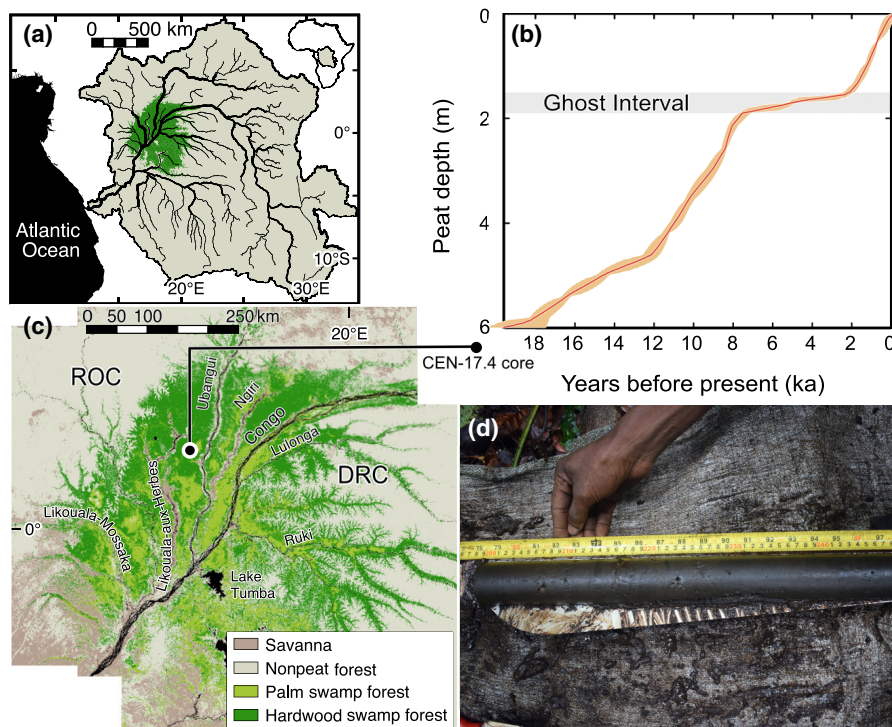 (a)
0 500 km
0°
10°S
20°E
30°E
Atlantic
Ocean
(b)
0
2
4
6
Peat depth (m)
Ghost Interval
18 16 14 12 10 8 6 4 2 0
Years before present (ka)
CEN-17.4 core
(c)
0 50 100 250 km
20°E
0°
ROC
DRC
Ubangui
Ngiri
Congo
Lulonga
Likouala-Mossaka
Likouala-aux-Herbes
Ruki
Lake
Tumba
Savanna
Nonpeat forest
Palm swamp forest
Hardwood swamp forest
(d)